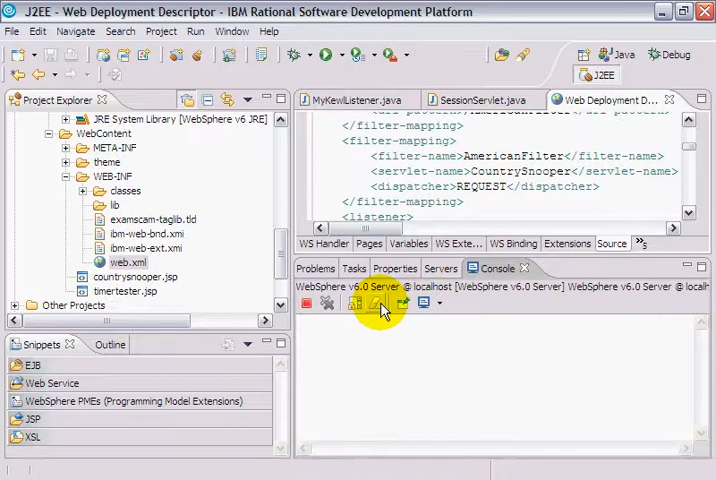 J2EE - Web Deployment Descriptor - IBM Rational Software Development Platform
File Edit Navigate Search Project Run Window Help
Java Debug
J2EE
Project Explorer
MyKewlListener.java SessionServlet.java Web Deployment D...
JRE System Library [WebSphere v6 JRE]
WebContent
META-INF
theme
WEB-INF
classes
lib
examscam-taglib.tld
ibm-web-bnd.xmi
ibm-web-ext.xmi
web.xml
countrysnooper.jsp
timertester.jsp
Other Projects
</filter-mapping>
<filter-mapping>
<filter-name>AmericanFilter</filter-name>
<servlet-name>CountrySnooper</servlet-name>
<dispatcher>REQUEST</dispatcher>
</filter-mapping>
<listener>
WS Handler Pages Variables WS Exte... WS Binding Extensions Source »5
Problems Tasks Properties Servers Console
WebSphere v6.0 Server @ localhost [WebSphere v6.0 Server] WebSphere v6.0 Server @ localh
Snippets Outline
EJB
Web Service
WebSphere PMEs (Programming Model Extensions)
JSP
XSL